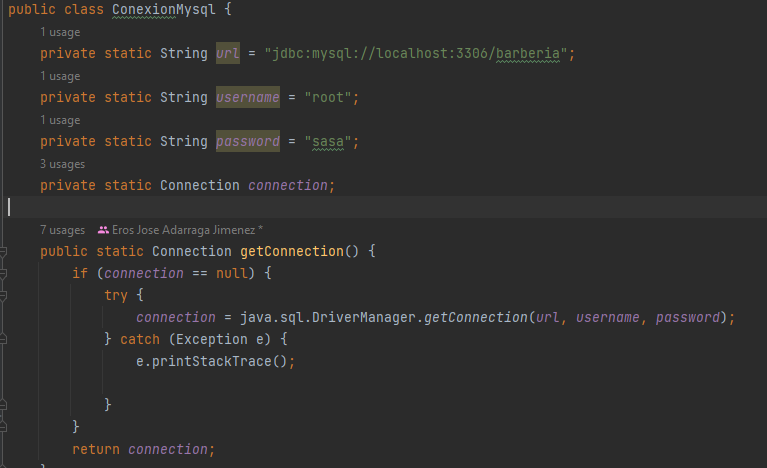 public class ConexionMysql {
1 usage
private static String url = "jdbc:mysql://localhost:3306/barberia";
1 usage
private static String username = "root";
1 usage
private static String password = "sasa";
3 usages
private static Connection connection;
7 usages Eros Jose Adarraga Jimenez *
public static Connection getConnection() {
if (connection == null) {
try {
connection = java.sql.DriverManager.getConnection(url, username, password);
} catch (Exception e) {
e.printStackTrace();
}
}
return connection;